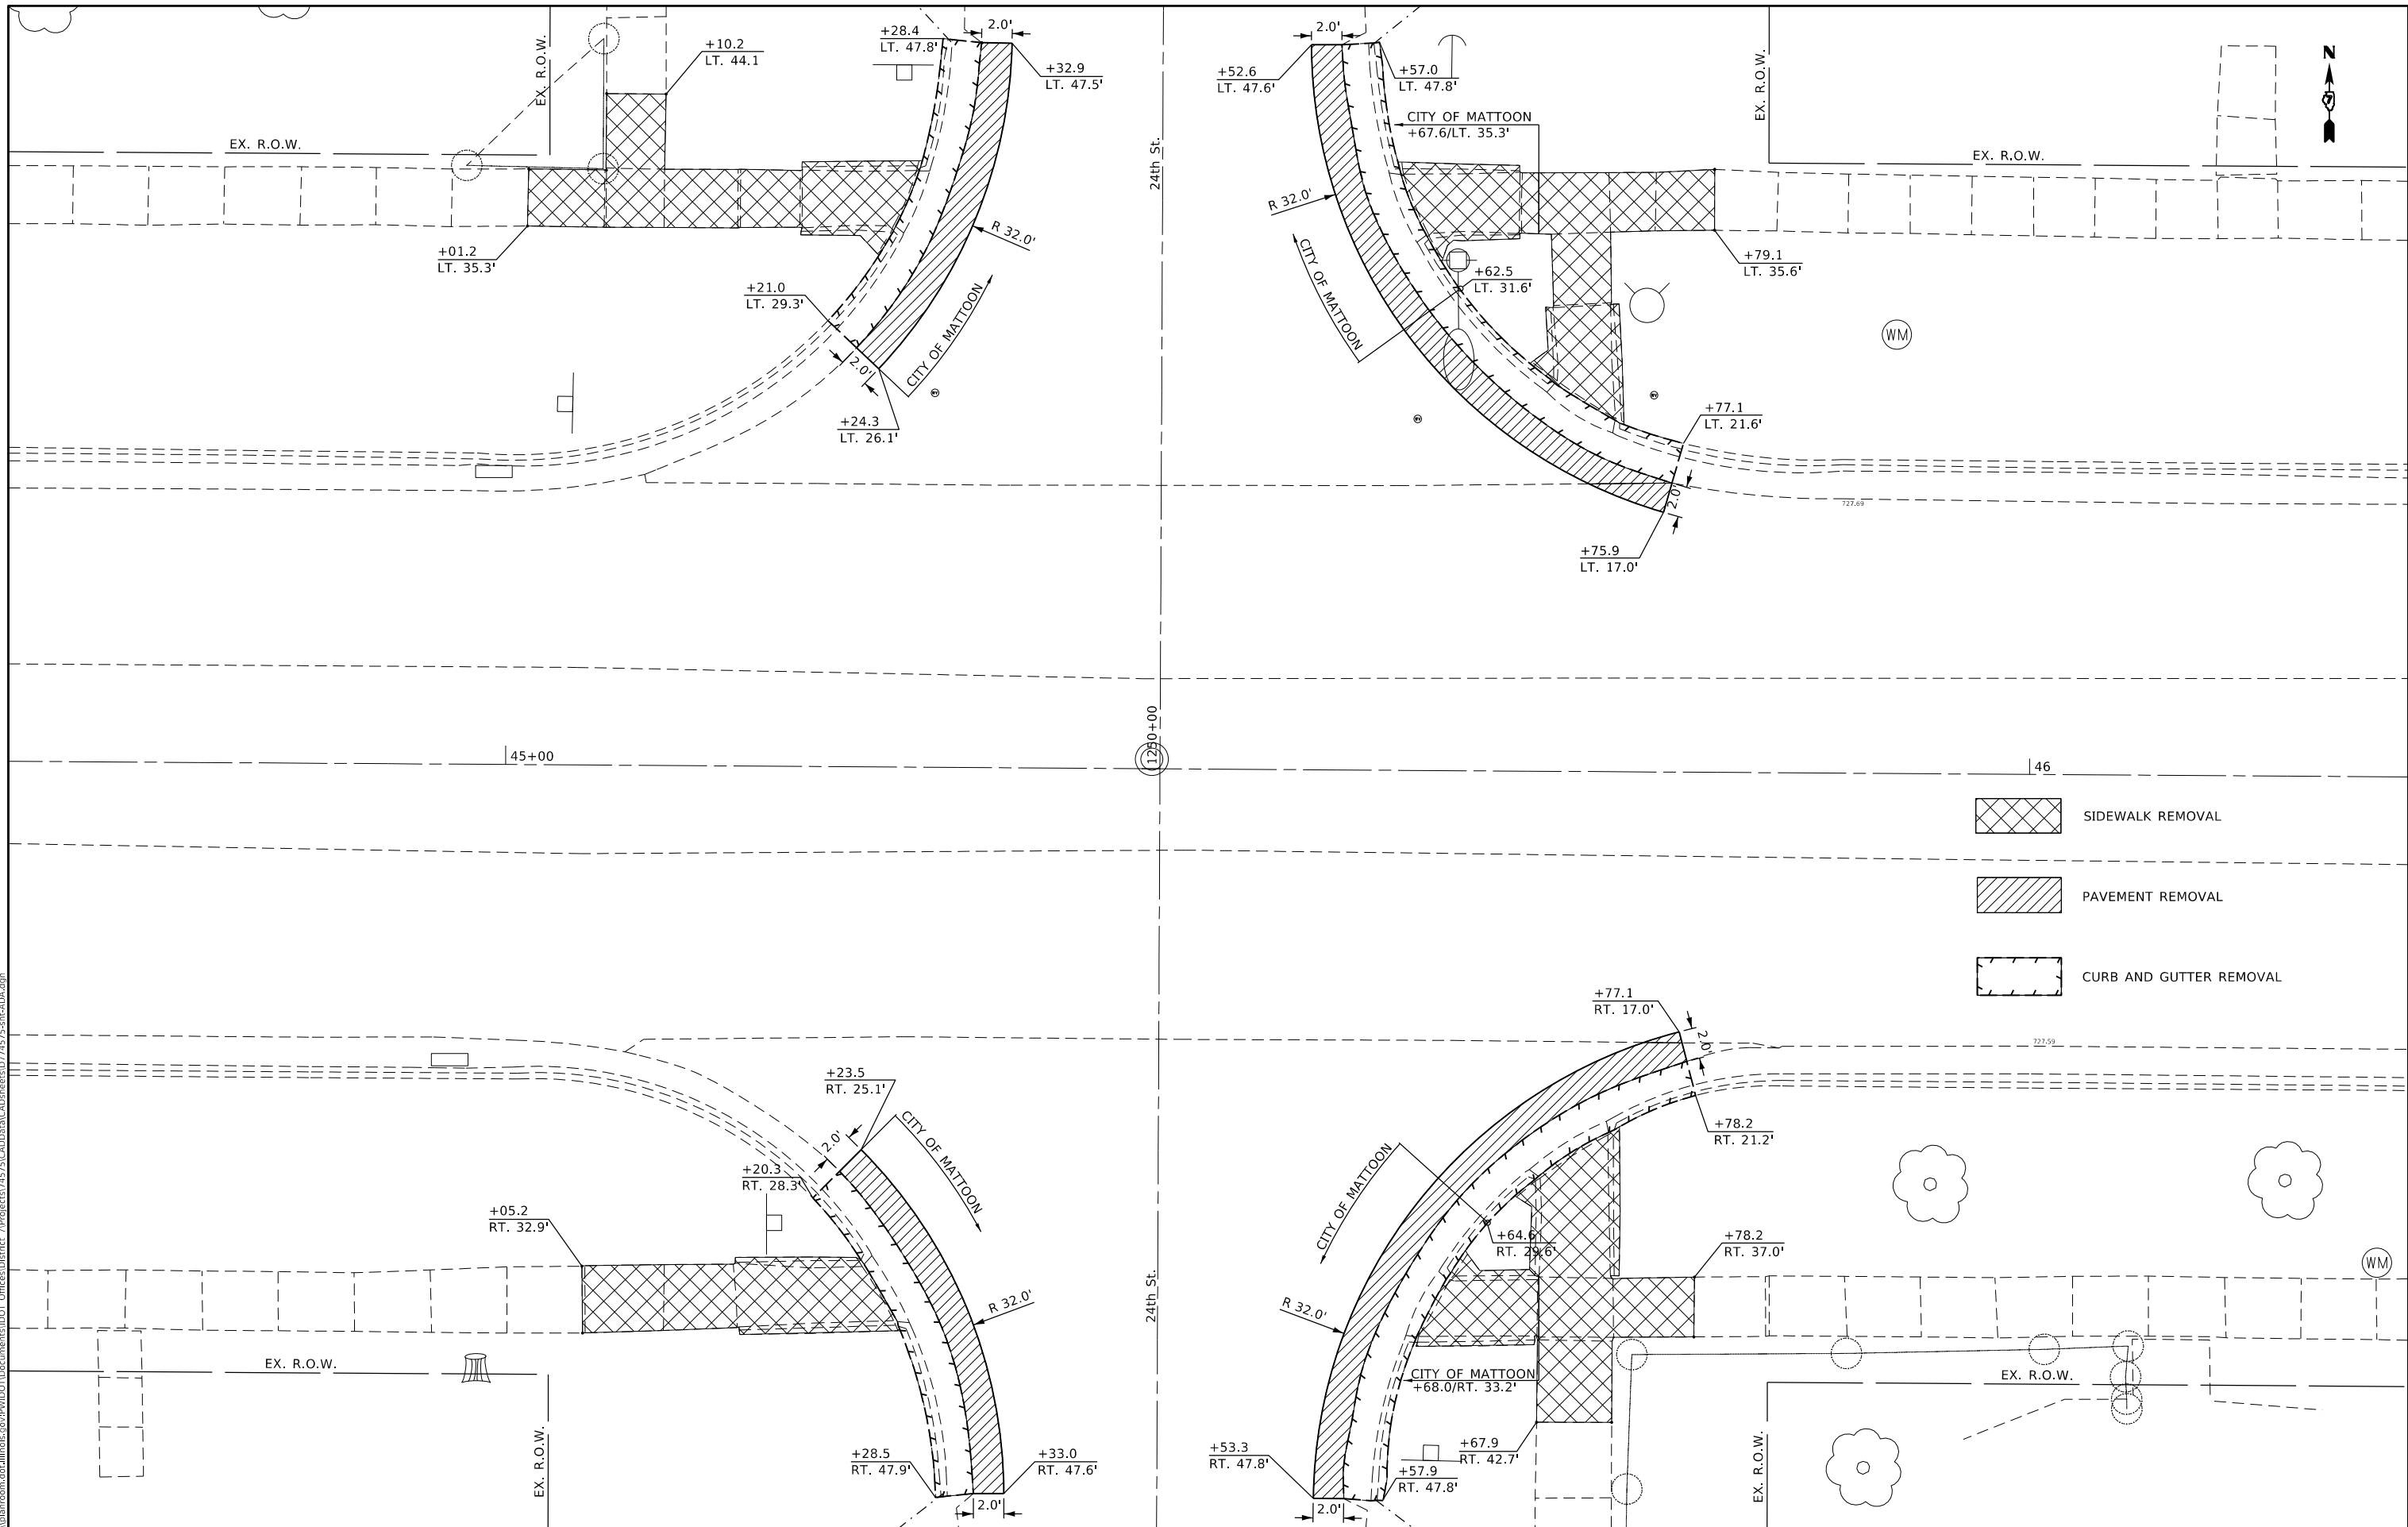 +28.4
LT. 47.8'
2.0'
2.0'
N
+10.2
LT. 44.1
EX. R.O.W.
+32.9
LT. 47.5'
+52.6
LT. 47.6'
+57.0
LT. 47.8'
EX. R.O.W.
CITY OF MATTOON
+67.6/LT. 35.3'
EX. R.O.W.
24th St.
EX. R.O.W.
R 32.0'
R 32.0'
+01.2
LT. 35.3'
+79.1
LT. 35.6'
+62.5
LT. 31.6'
+21.0
LT. 29.3'
CITY OF MATTOON
CITY OF MATTOON
WM
2.0'
+24.3
LT. 26.1'
+77.1
LT. 21.6'
2.0'
727.69
+75.9
LT. 17.0'
1250+00
45+00
46
SIDEWALK REMOVAL
PAVEMENT REMOVAL
CURB AND GUTTER REMOVAL
+77.1
RT. 17.0'
2.0'
727.59
+23.5
RT. 25.1'
CITY OF MATTOON
2.0'
+78.2
RT. 21.2'
+20.3
RT. 28.3'
CITY OF MATTOON
+05.2
RT. 32.9'
+64.6
RT. 29.6'
+78.2
RT. 37.0'
WM
24th St.
R 32.0'
R 32.0'
EX. R.O.W.
CITY OF MATTOON
+68.0/RT. 33.2'
EX. R.O.W.
EX. R.O.W.
+28.5
RT. 47.9'
+33.0
RT. 47.6'
+53.3
RT. 47.8'
+67.9
RT. 42.7'
+57.9
RT. 47.8'
EX. R.O.W.
2.0'
2.0'